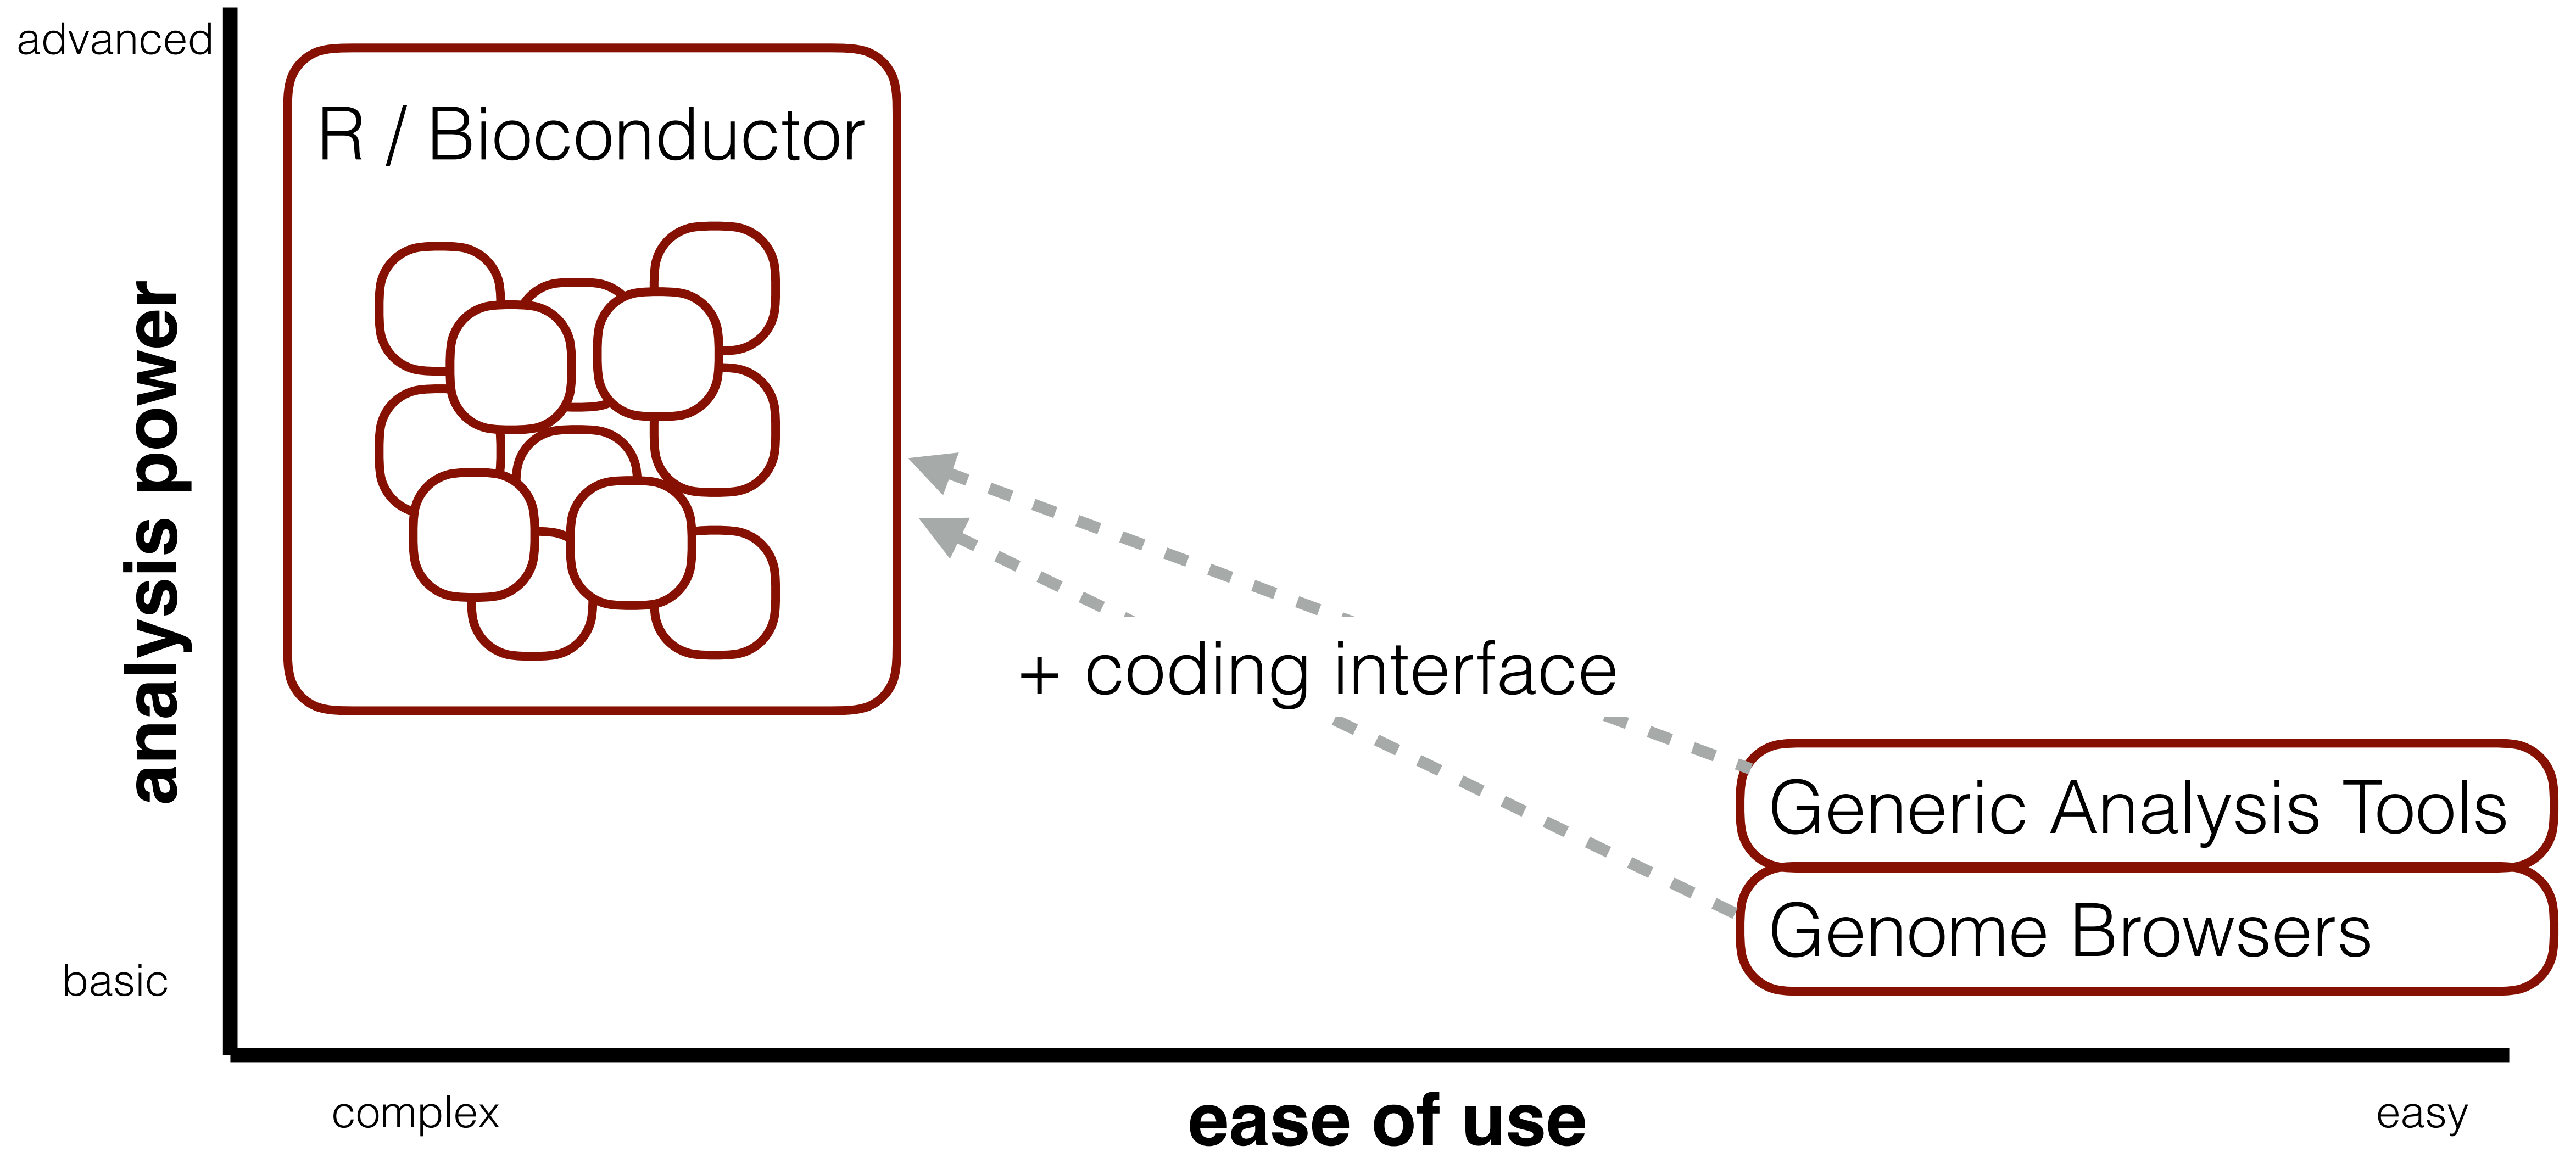 advanced
R / Bioconductor
analysis power
+ coding interface
Generic Analysis Tools
Genome Browsers
basic
complex
ease of use
easy